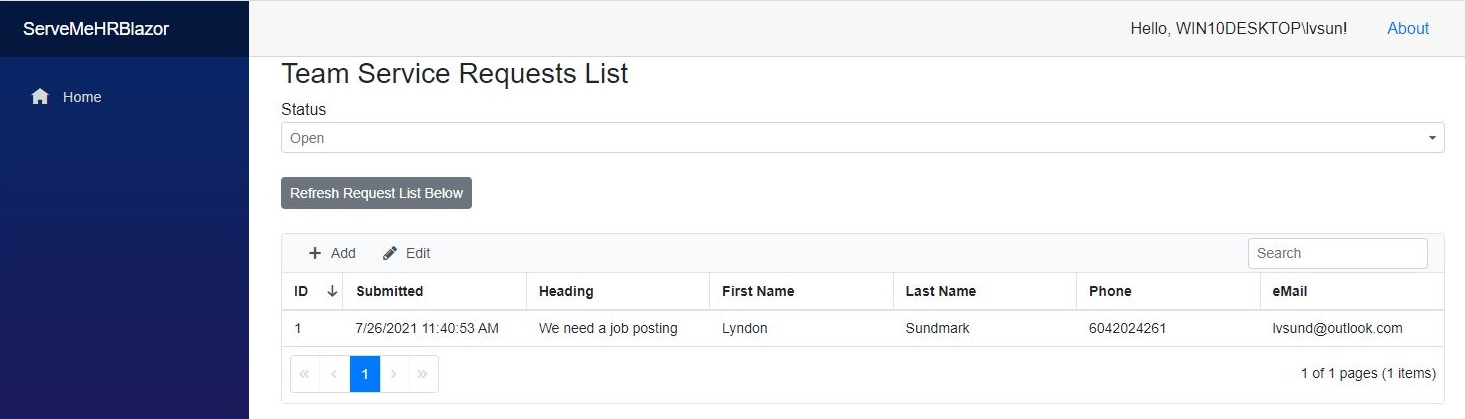 ServeMeHRBlazor
Hello, WIN10DESKTOP\lvsun! About
Home
Team Service Requests List
Status
Open
Refresh Request List Below
Add Edit Search
ID Submitted Heading First Name Last Name Phone eMail
1 7/26/2021 11:40:53 AM We need a job posting Lyndon Sundmark 6042024261 lvsund@outlook.com
1 1 of 1 pages (1 items)